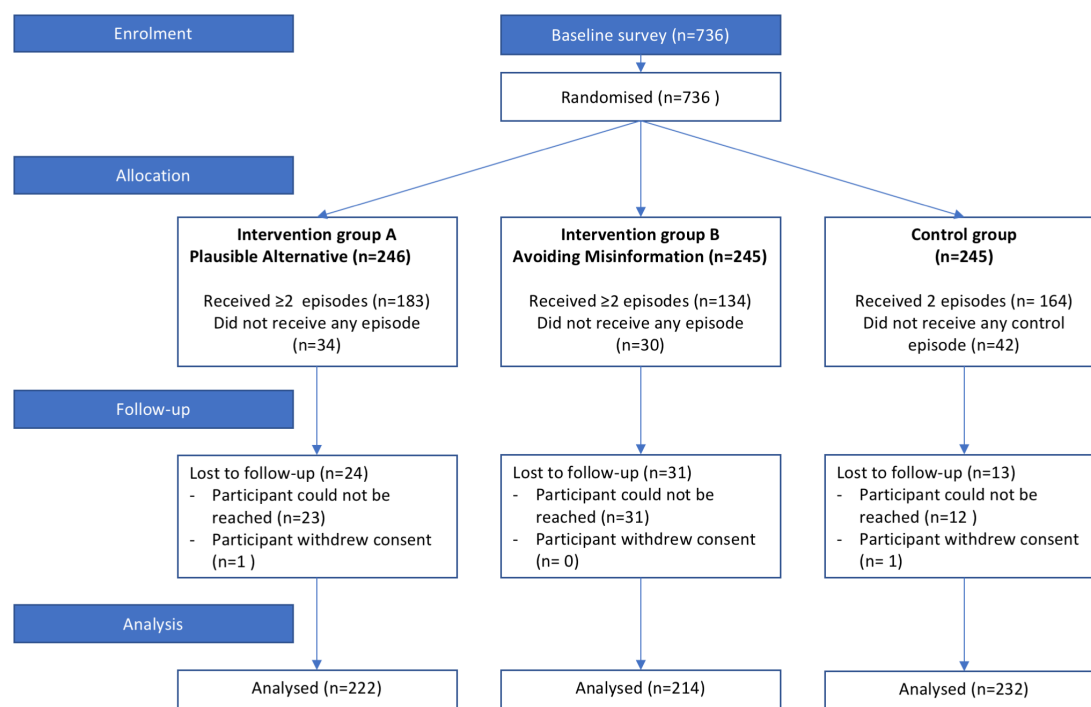 Enrolment
Baseline survey (n=736)
Randomised (n=736 )
Allocation
Intervention group A
Plausible Alternative (n=246)
Received ≥2  episodes (n=183)
Did not receive any episode
(n=34)
Intervention group B
Avoiding Misinformation (n=245)
Received ≥2 episodes (n=134)
Did not receive any episode
(n=30)
Control group
(n=245)
Received 2 episodes (n= 164)
Did not receive any control
episode (n=42)
Follow-up
Lost to follow-up (n=24)
- Participant could not be
reached (n=23)
- Participant withdrew consent
(n=1 )
Lost to follow-up (n=31)
- Participant could not be
reached (n=31)
- Participant withdrew consent
(n= 0)
Lost to follow-up (n=13)
- Participant could not be
reached (n=12 )
- Participant withdrew consent
(n= 1)
Analysis
Analysed (n=222)
Analysed (n=214)
Analysed (n=232)